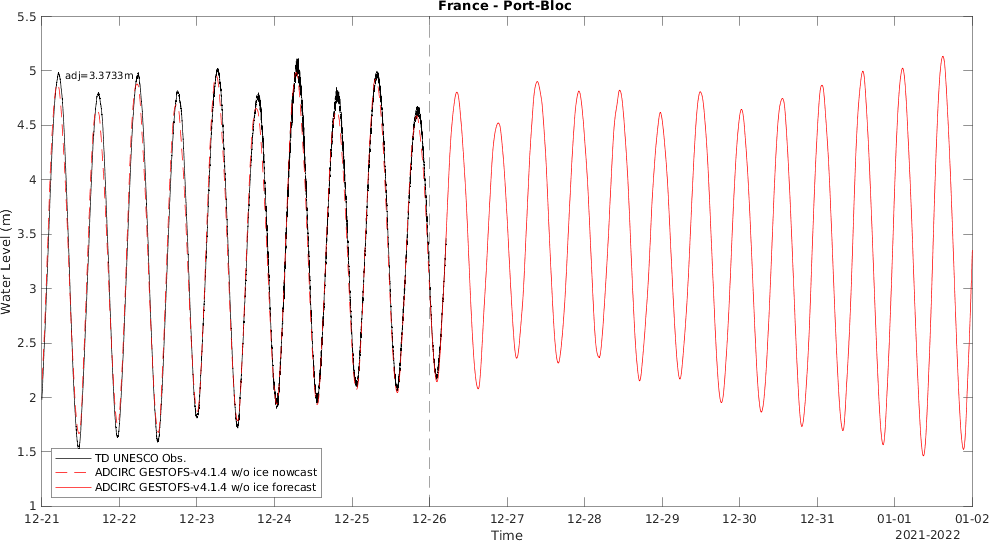 France - Port-Bloc
5.5
5
4.5
4
3.5
3
2.5
2
1.5
1
Water Level (m)
adj=3.3733m
TD UNESCO Obs.
ADCIRC GESTOFS-v4.1.4 w/o ice nowcast
ADCIRC GESTOFS-v4.1.4 w/o ice forecast
12-21 12-22 12-23 12-24 12-25 12-26 12-27 12-28 12-29 12-30 12-31 01-01 01-02
Time
2021-2022